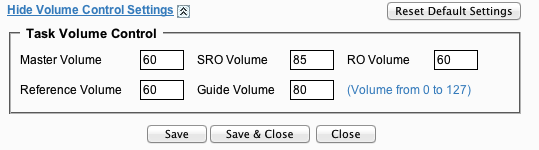 Hide Volume Control Settings Reset Default Settings
Task Volume Control
Master Volume 60 SRO Volume 85 RO Volume 60
Reference Volume 60 Guide Volume 80 (Volume from 0 to 127)
Save Save & Close Close